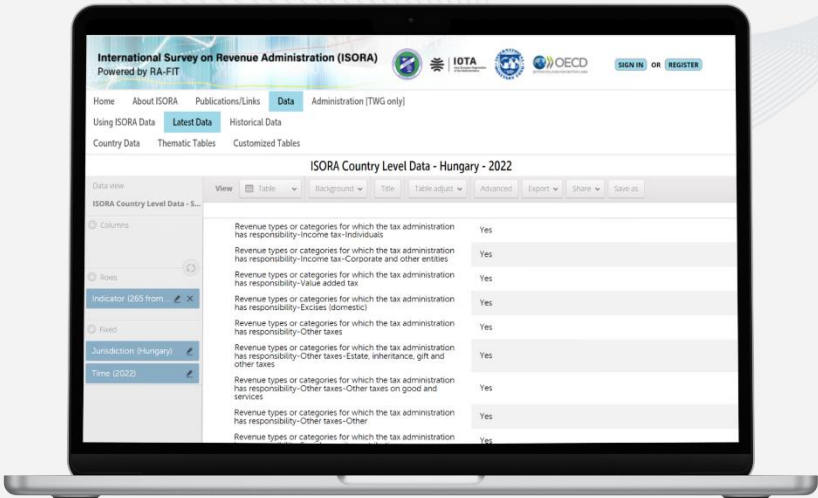 International Survey on Revenue Administration (ISORA)
Powered by RA-FIT
IOTA
OECD
SIGN IN OR REGISTER
Home About ISORA Publications/Links Data Administration [TWG only]
Using ISORA Data Latest Data Historical Data
Country Data Thematic Tables Customized Tables
ISORA Country Level Data - Hungary - 2022
Data view
ISORA Country Level Data - S...
View Table Background Title Table adjust Advanced Export Share Save as
Columns
Rows
Indicator (265 from ...
Fixed
Jurisdiction (Hungary)
Time (2022)
Revenue types or categories for which the tax administration
has responsibility-Income tax-Individuals
Yes
Revenue types or categories for which the tax administration
has responsibility-Income tax-Corporate and other entities
Yes
Revenue types or categories for which the tax administration
has responsibility-Value added tax
Yes
Revenue types or categories for which the tax administration
has responsibility-Excises (domestic)
Yes
Revenue types or categories for which the tax administration
has responsibility-Other taxes
Yes
Revenue types or categories for which the tax administration
has responsibility-Other taxes-Estate, inheritance, gift and
other taxes
Yes
Revenue types or categories for which the tax administration
has responsibility-Other taxes-Other taxes on good and
services
Yes
Revenue types or categories for which the tax administration
has responsibility-Other taxes-Other
Yes
Revenue types or categories for which the tax administration
Yes